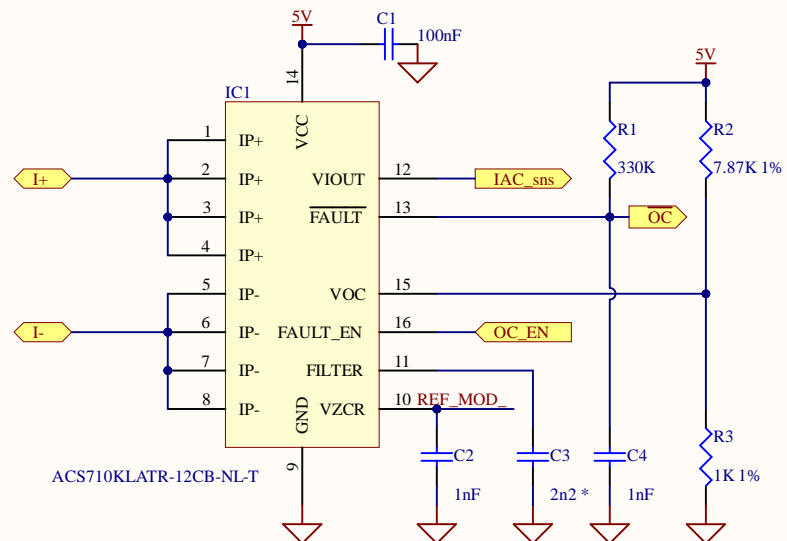 5V
C1
100nF
14
IC1
VCC
5V
R1
330K
R2
7.87K 1%
I+
1
IP+
2
IP+
3
IP+
4
IP+
VIOUT
12
IAC_sns
FAULT
13
OC
I-
5
IP-
6
IP-
7
IP-
8
IP-
VOC
15
FAULT_EN
16
OC_EN
FILTER
11
VZCR
10
REF_MOD_
GND
9
ACS710KLATR-12CB-NL-T
C2
1nF
C3
2n2 *
C4
1nF
R3
1K 1%